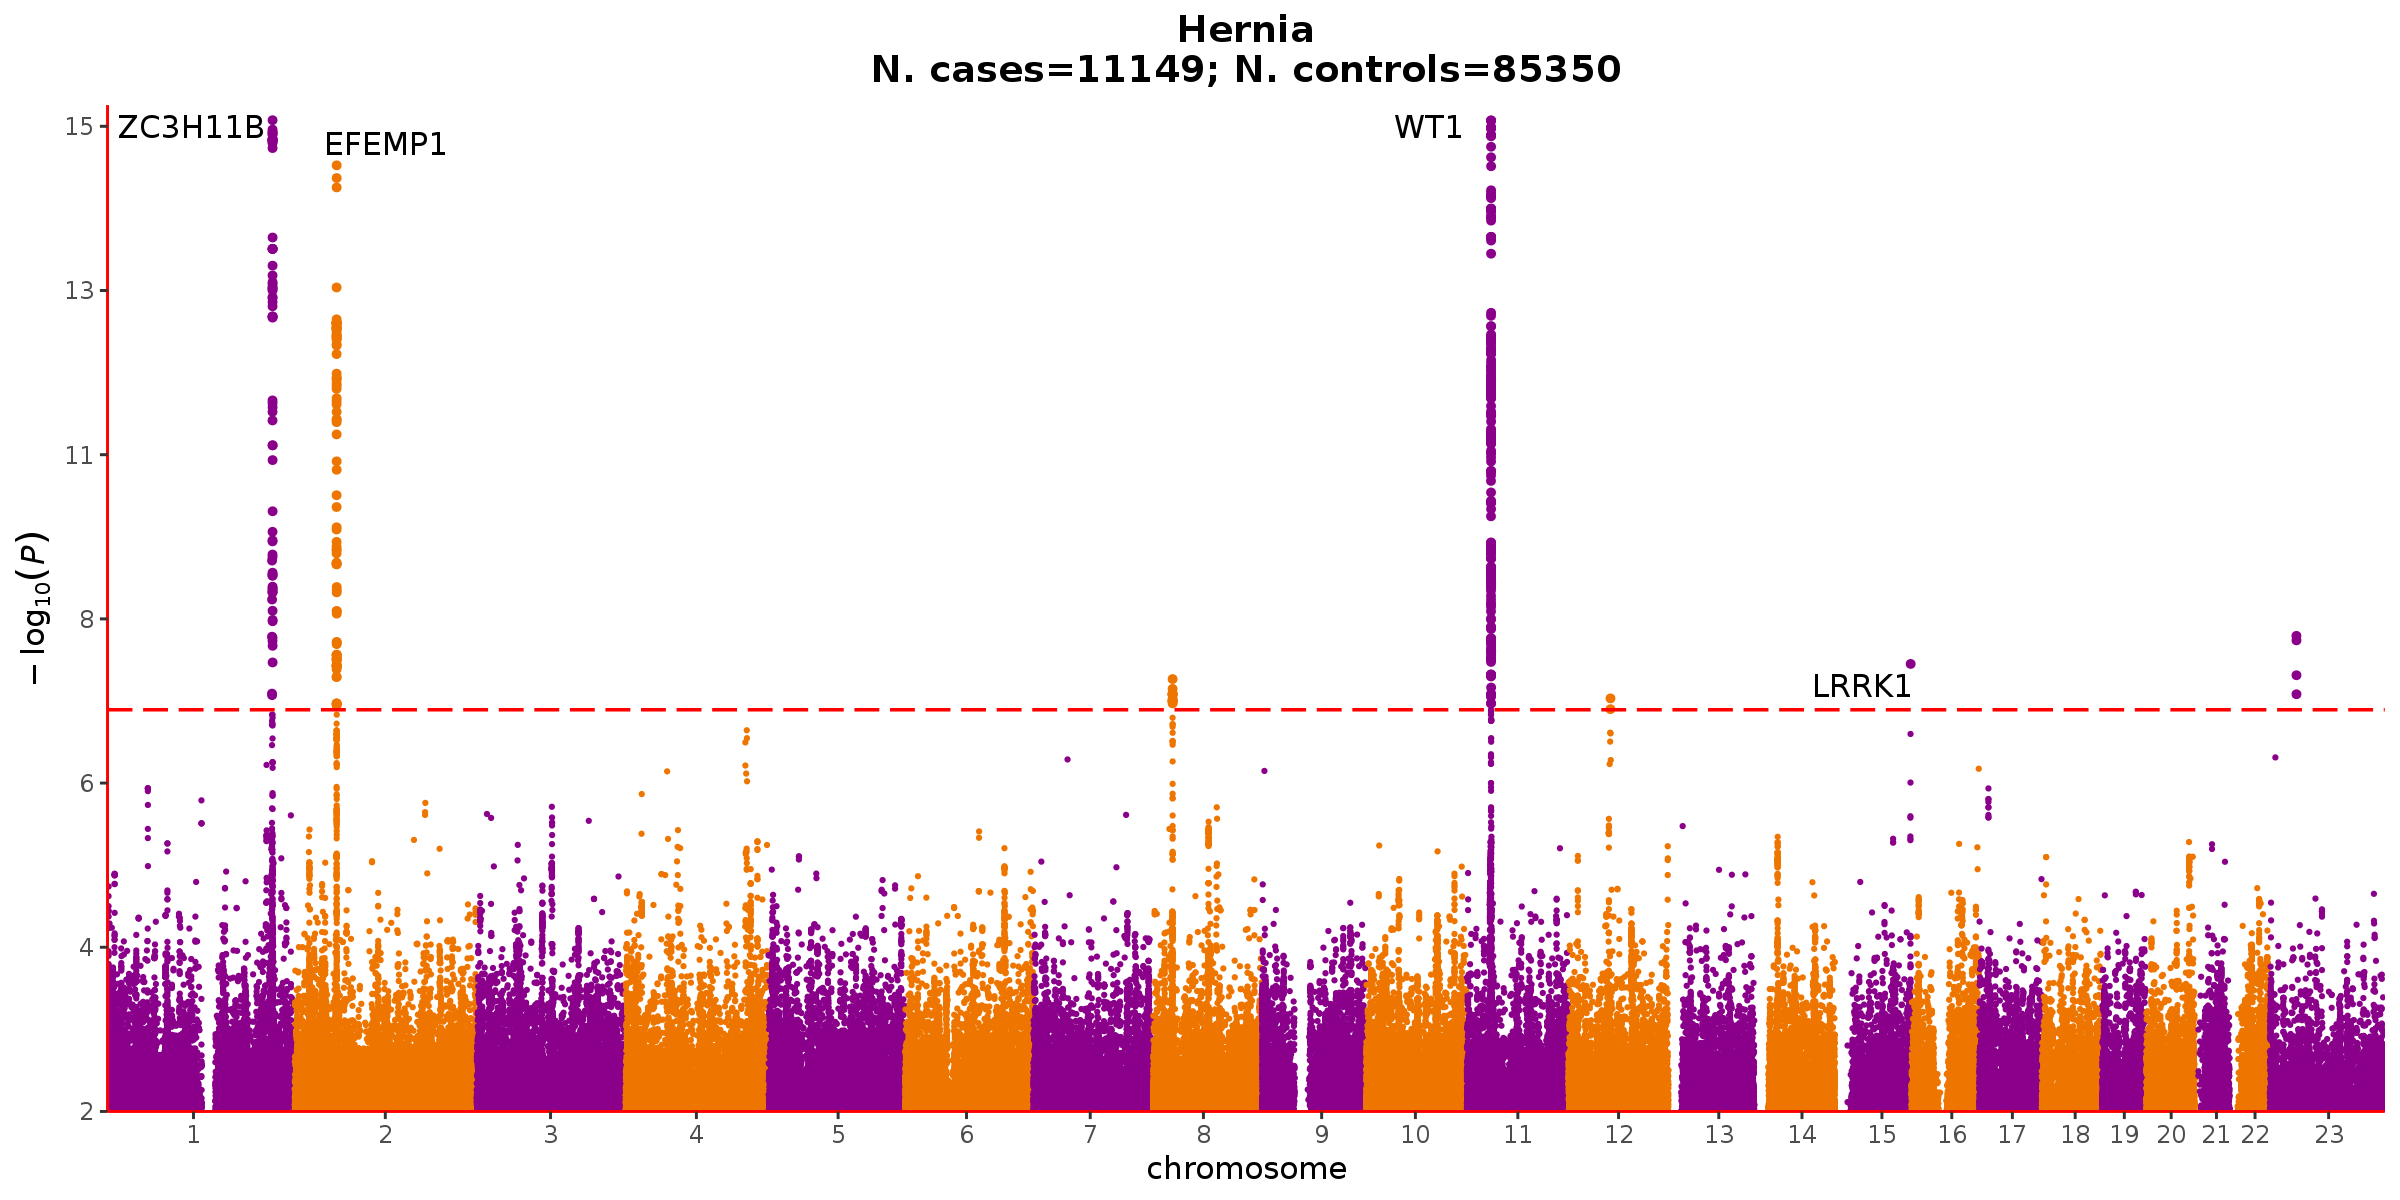 Hernia
N. cases=11149; N. controls=85350
ZC3H11B
EFEMP1
WT1
LRRK1
15
13
11
8
6
4
2
−log₁₀(P)
1 2 3 4 5 6 7 8 9 10 11 12 13 14 15 16 17 18 19 20 21 22 23
chromosome